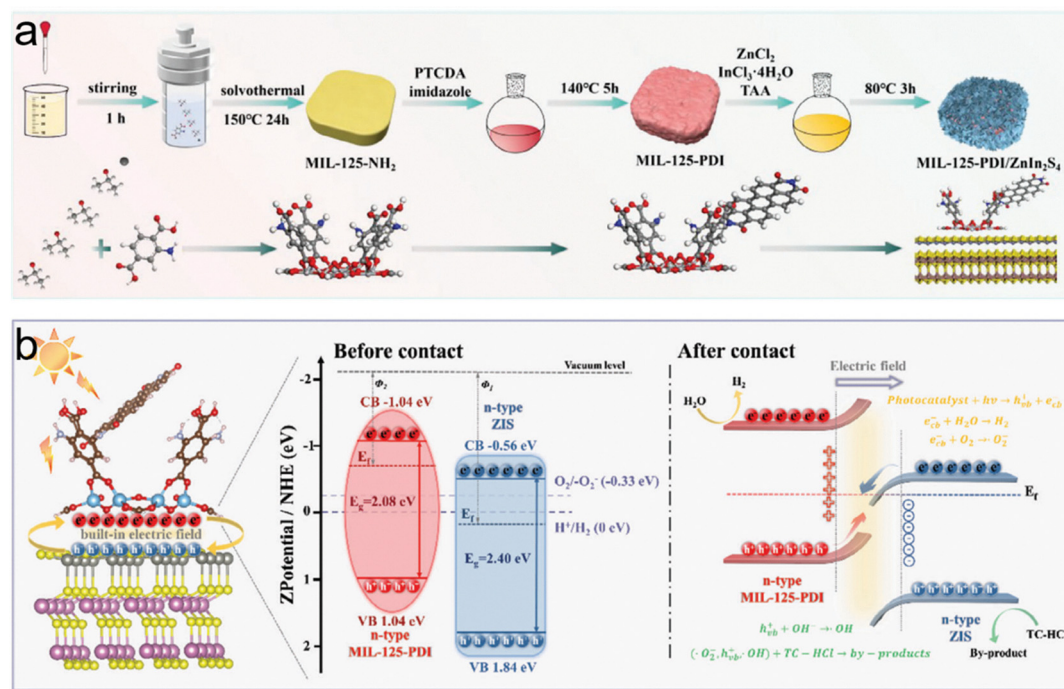 a
stirring
1 h
solvothermal
150℃ 24h
MIL-125-NH₂
PTCDA
imidazole
140℃ 5h
MIL-125-PDI
ZnCl₂
InCl₃·4H₂O
TAA
80℃ 3h
MIL-125-PDI/ZnIn₂S₄
+
b
built-in electric field
e⁻ e⁻ e⁻ e⁻ e⁻ e⁻ e⁻ e⁻
h⁺ h⁺ h⁺ h⁺ h⁺ h⁺ h⁺ h⁺
Before contact
ZPotential / NHE (eV)
-2
-1
0
1
2
Vacuum level
Φ₂
Φ₁
CB -1.04 eV
e⁻ e⁻ e⁻ e⁻
E_f
E_g=2.08 eV
h⁺ h⁺ h⁺ h⁺
VB 1.04 eV
n-type
MIL-125-PDI
n-type
ZIS
CB -0.56 eV
e⁻ e⁻ e⁻ e⁻ e⁻ e⁻
E_f
E_g=2.40 eV
h⁺ h⁺ h⁺ h⁺ h⁺ h⁺
VB 1.84 eV
O₂/·O₂⁻ (-0.33 eV)
H⁺/H₂ (0 eV)
After contact
Electric field
H₂
H₂O
e⁻ e⁻ e⁻ e⁻ e⁻ e⁻
Photocatalyst + hν → h⁺vb + e⁻cb
e⁻cb + H₂O → H₂
e⁻cb + O₂ → ·O₂⁻
e⁻ e⁻ e⁻ e⁻ e⁻ e⁻
E_f
h⁺ h⁺ h⁺ h⁺ h⁺ h⁺
n-type
MIL-125-PDI
h⁺ h⁺ h⁺ h⁺ h⁺ h⁺
n-type
ZIS
TC-HC
By-product
h⁺vb + OH⁻ → ·OH
(·O₂⁻, h⁺vb, ·OH) + TC − HCl → by − products